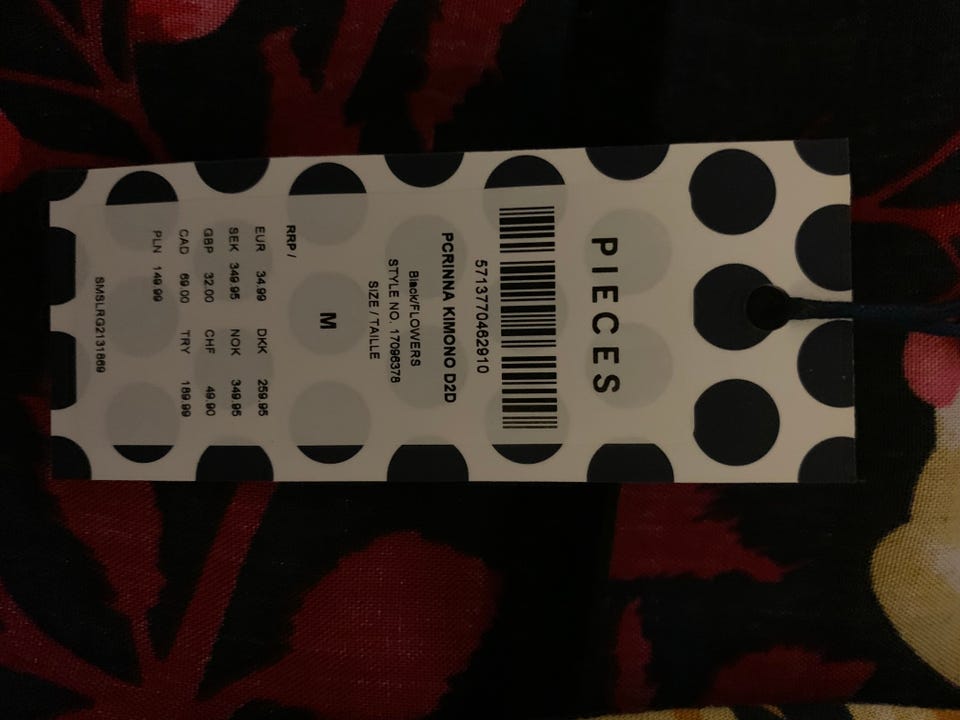 PIECES
5713770462910
PCRINNA KIMONO D2D
Black/FLOWERS
STYLE NO. 17096378
SIZE / TAILLE
M
RRP /
EUR 34.99 DKK 259.95
SEK 349.95 NOK 349.95
GBP 32.00 CHF 49.90
CAD 69.00 TRY 189.99
PLN 149.99
SMSLRG2131869